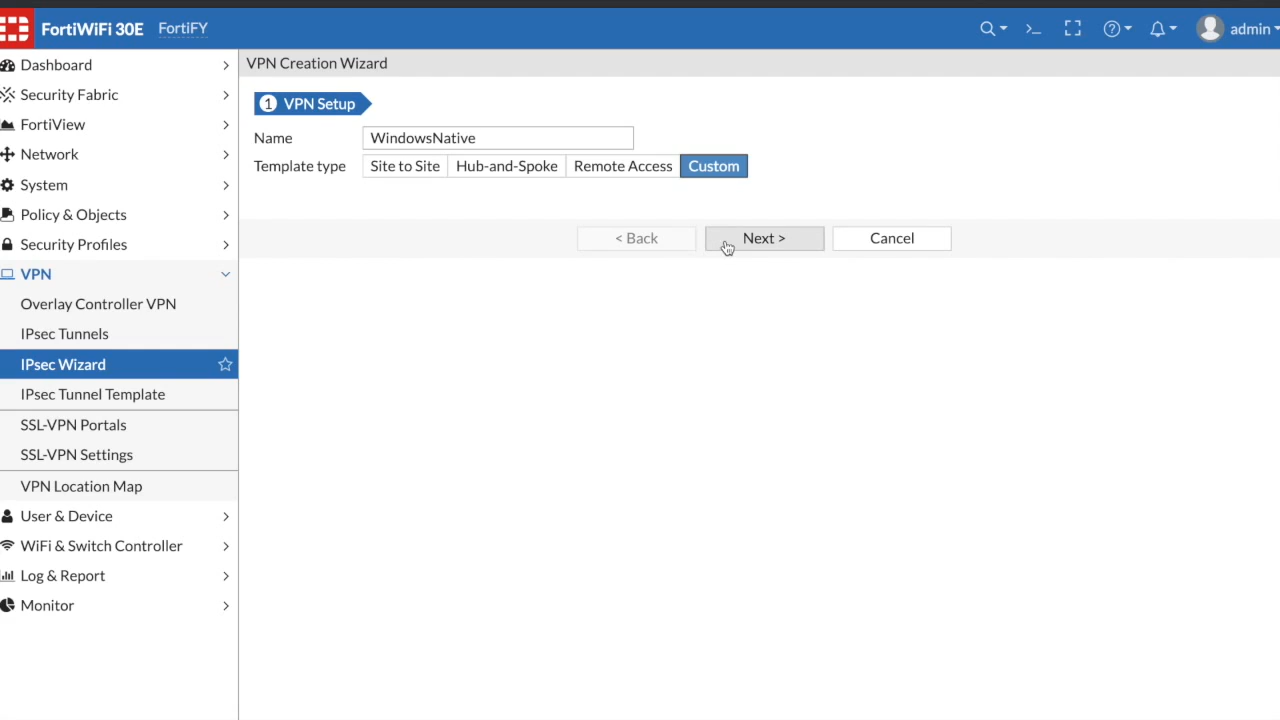 FortiWiFi 30E FortiFY admin
Dashboard
Security Fabric
FortiView
Network
System
Policy & Objects
Security Profiles
VPN
Overlay Controller VPN
IPsec Tunnels
IPsec Wizard
IPsec Tunnel Template
SSL-VPN Portals
SSL-VPN Settings
VPN Location Map
User & Device
WiFi & Switch Controller
Log & Report
Monitor
VPN Creation Wizard
1 VPN Setup
Name WindowsNative
Template type Site to Site Hub-and-Spoke Remote Access Custom
< Back Next > Cancel